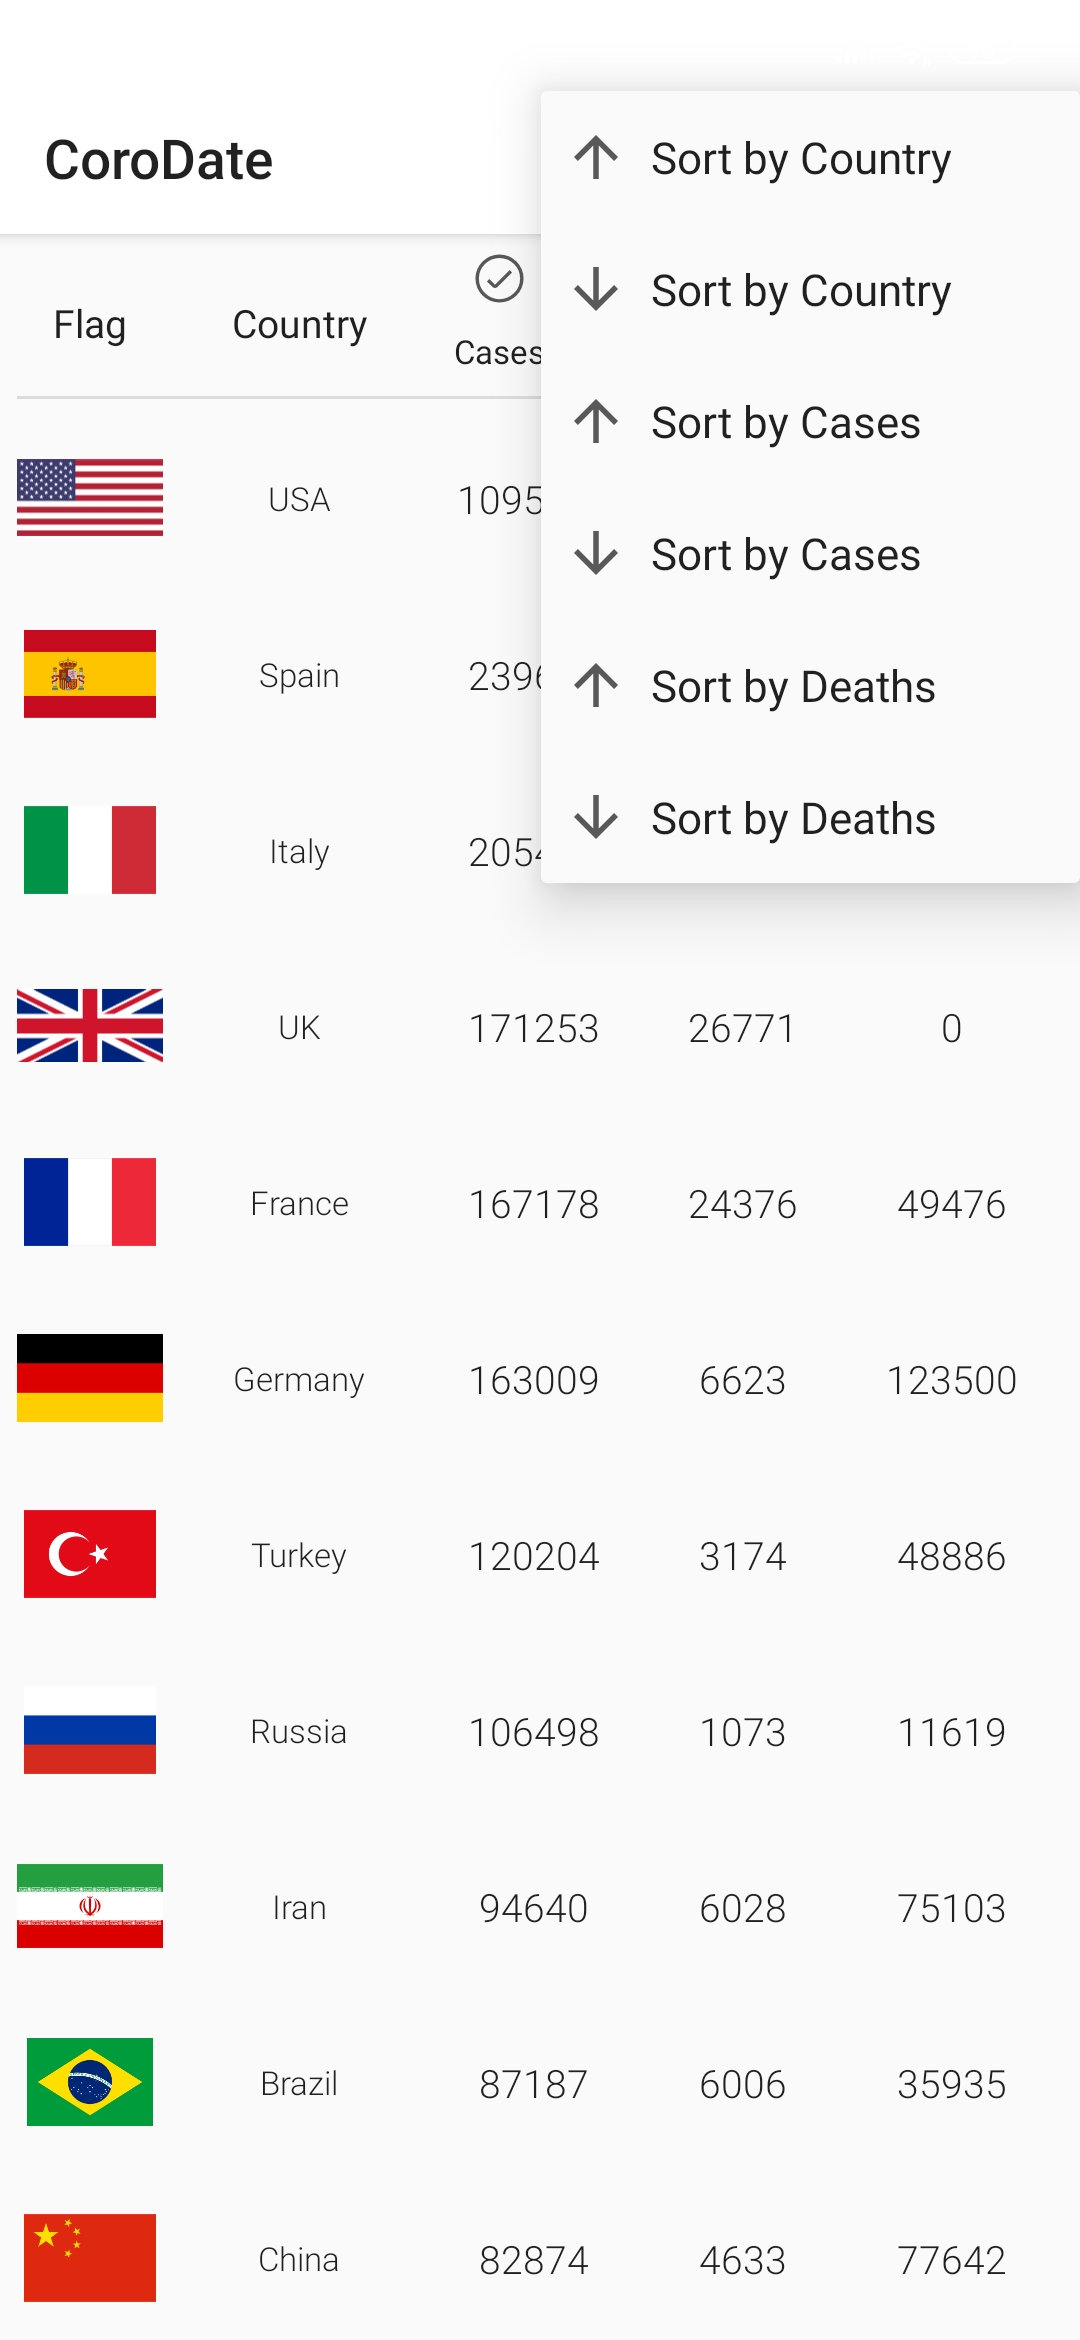 CoroDate
Sort by Country
Sort by Country
Sort by Cases
Sort by Cases
Sort by Deaths
Sort by Deaths
Flag Country Cases
USA 1095
Spain 239
Italy 205
UK 171253 26771 0
France 167178 24376 49476
Germany 163009 6623 123500
Turkey 120204 3174 48886
Russia 106498 1073 11619
Iran 94640 6028 75103
Brazil 87187 6006 35935
China 82874 4633 77642